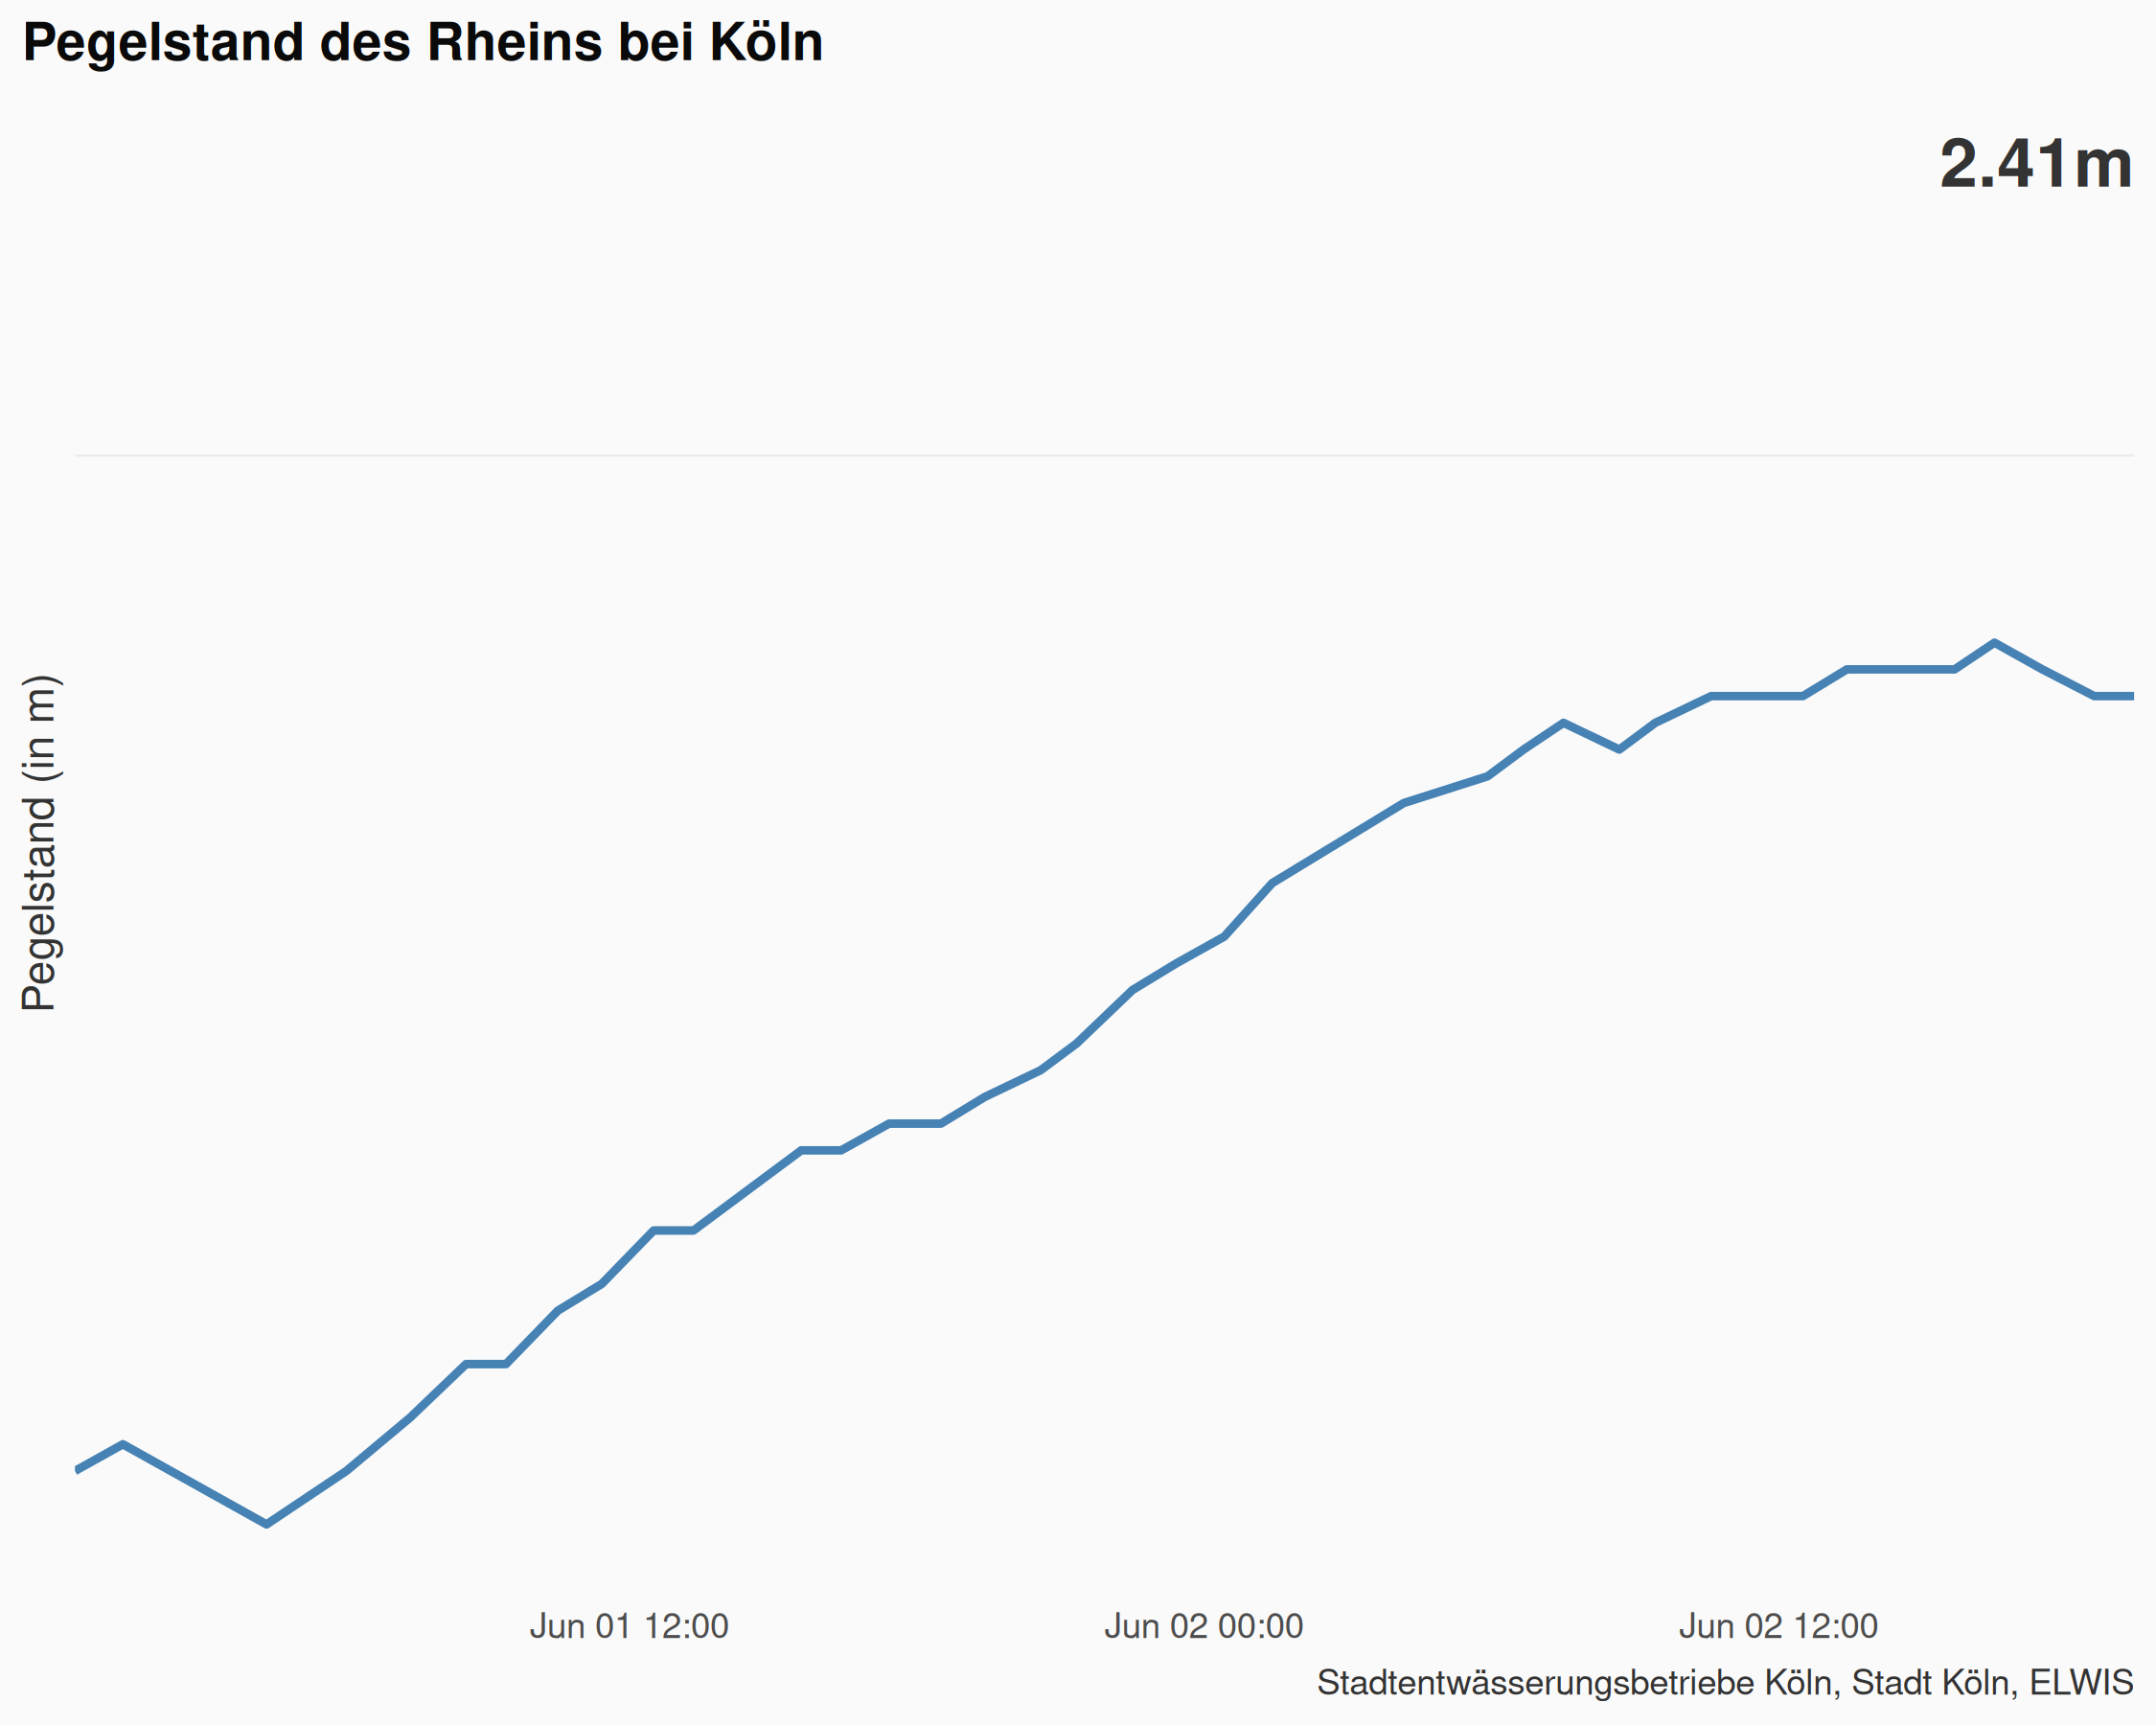 Pegelstand des Rheins bei Köln
2.41m
Pegelstand (in m)
Jun 01 12:00
Jun 02 00:00
Jun 02 12:00
Stadtentwässerungsbetriebe Köln, Stadt Köln, ELWIS